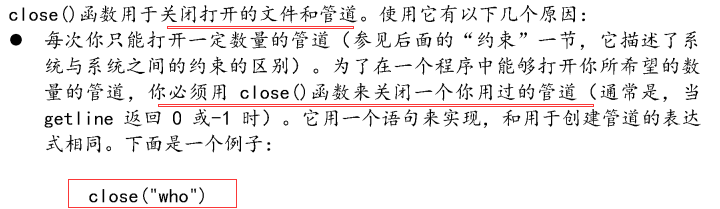 close()函数用于关闭打开的文件和管道。使用它有以下几个原因：
● 每次你只能打开一定数量的管道（参见后面的“约束”一节，它描述了系
统与系统之间的约束的区别）。为了在一个程序中能够打开你所希望的数
量的管道，你必须用 close()函数来关闭一个你用过的管道（通常是，当
getline 返回 0 或-1 时）。它用一个语句来实现，和用于创建管道的表达
式相同。下面是一个例子：
close("who")